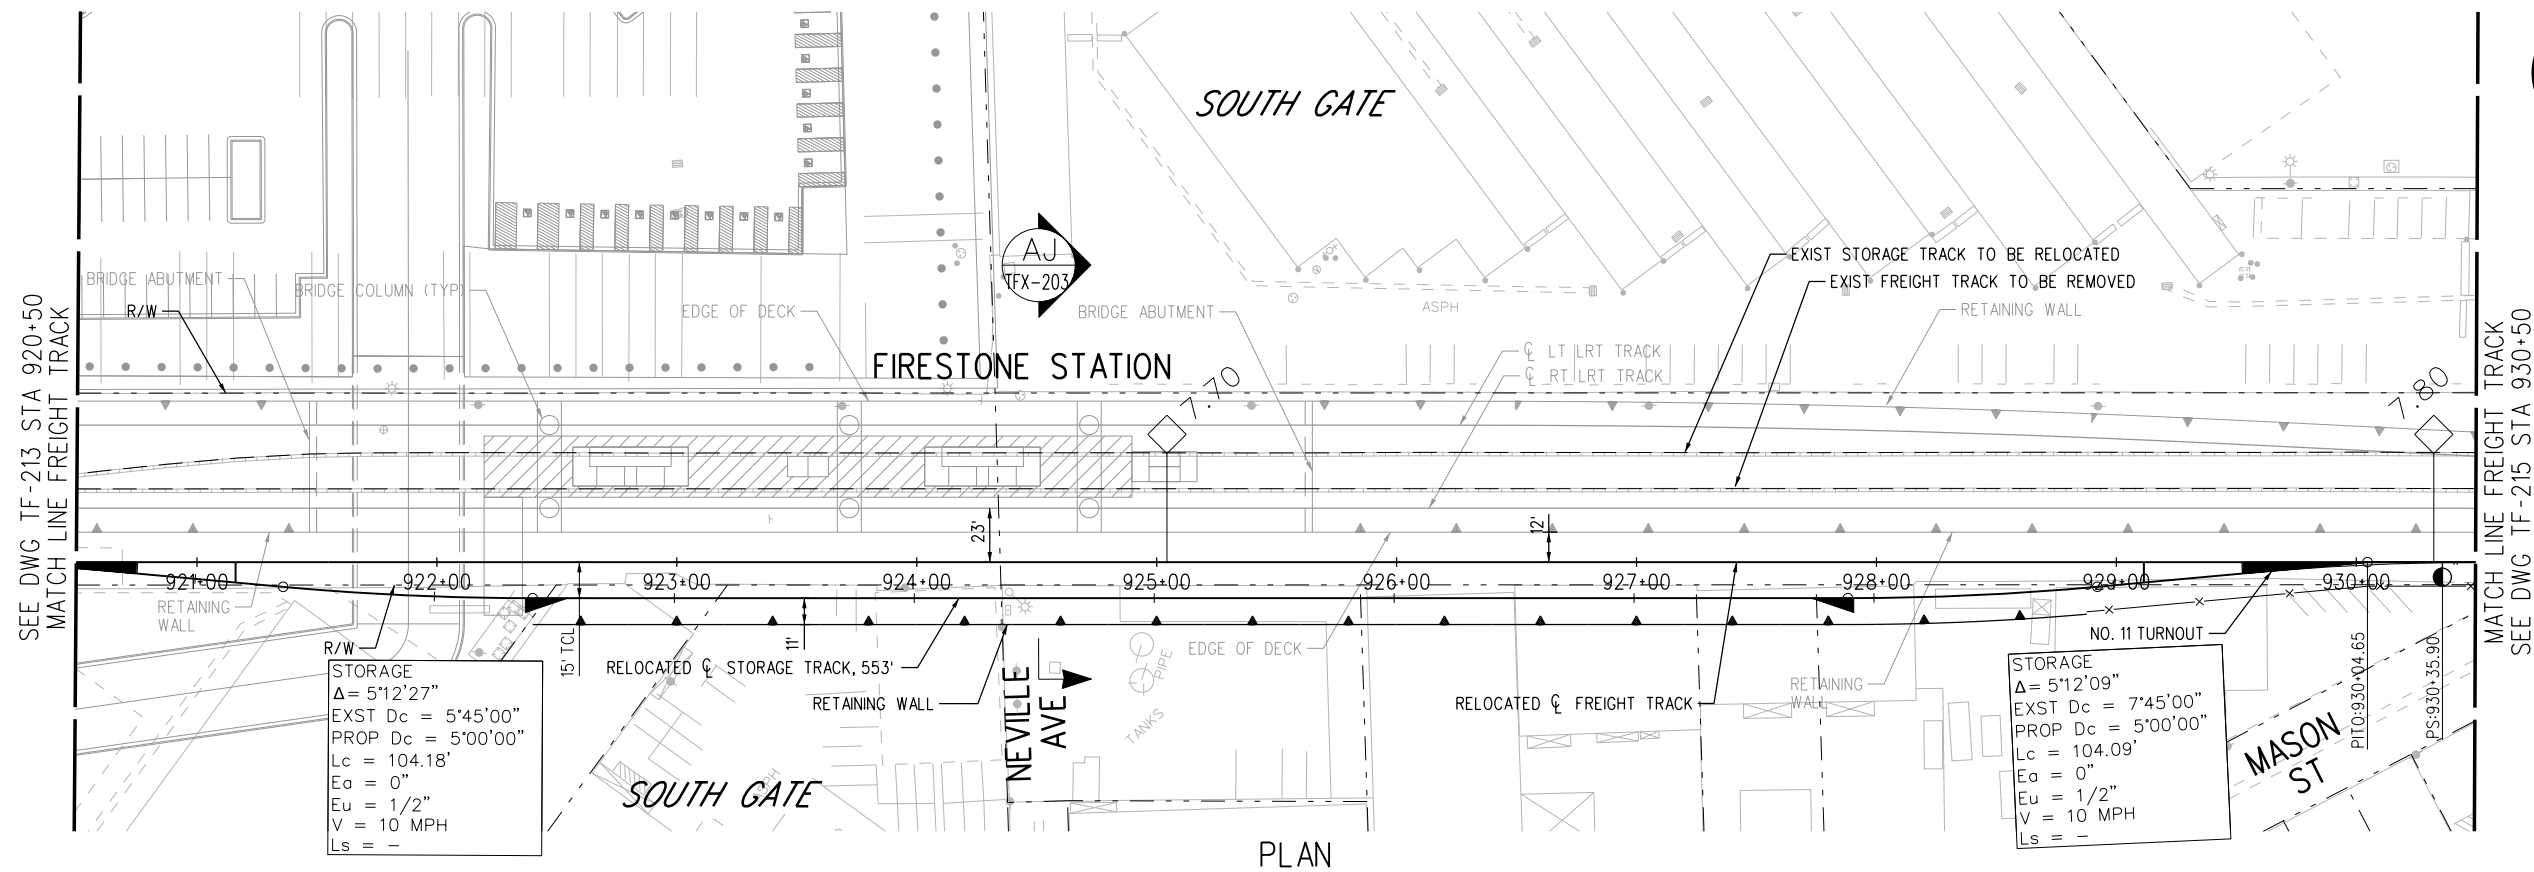 SOUTH GATE
AJ
TFX-203
EXIST STORAGE TRACK TO BE RELOCATED
EXIST FREIGHT TRACK TO BE REMOVED
BRIDGE ABUTMENT
BRIDGE COLUMN (TYP)
R/W
EDGE OF DECK
BRIDGE ABUTMENT
ASPH
RETAINING WALL
FIRESTONE STATION
℄ LT LRT TRACK
℄ RT LRT TRACK
7.70
7.80
SEE DWG TF-213 STA 920+50
MATCH LINE FREIGHT TRACK
MATCH LINE FREIGHT TRACK
SEE DWG TF-215 STA 930+50
23'
12'
921+00
922+00
923+00
924+00
925+00
926+00
927+00
928+00
929+00
930+00
RETAINING
WALL
R/W
15' TCL
11'
RELOCATED ℄ STORAGE TRACK, 553'
RETAINING WALL
NEVILLE
AVE
PIPE
TANKS
EDGE OF DECK
RELOCATED ℄ FREIGHT TRACK
RETAINING
WALL
NO. 11 TURNOUT
PITO:930+04.65
PS:930+35.90
MASON
ST
STORAGE
Δ= 5°12'27"
EXST Dc = 5°45'00"
PROP Dc = 5°00'00"
Lc = 104.18'
Ea = 0"
Eu = 1/2"
V = 10 MPH
Ls = -
SOUTH GATE
STORAGE
Δ= 5°12'09"
EXST Dc = 7°45'00"
PROP Dc = 5°00'00"
Lc = 104.09'
Ea = 0"
Eu = 1/2"
V = 10 MPH
Ls = -
PLAN